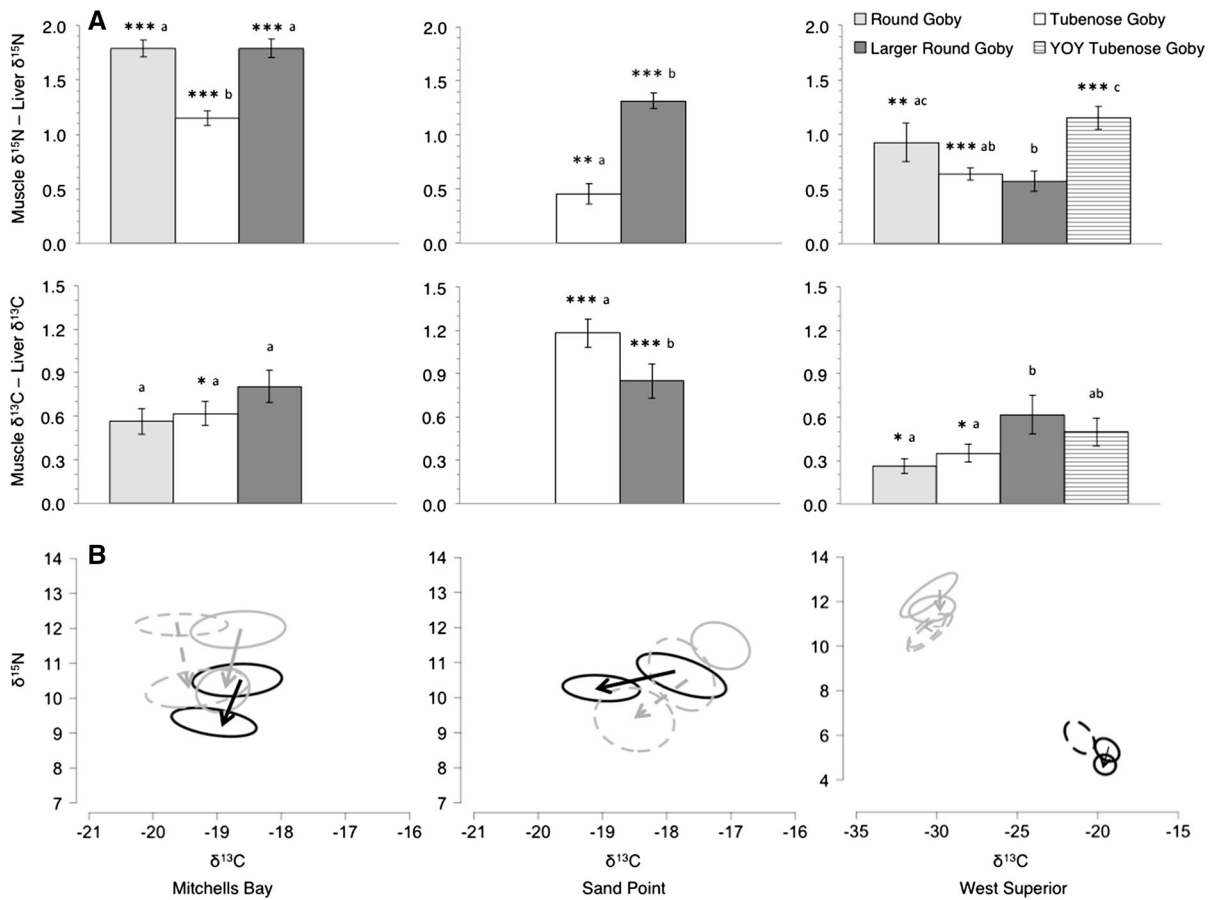 A
Muscle δ15N – Liver δ15N
2.0
1.5
1.0
0.5
0.0
*** a
*** b
*** a
2.0
1.5
1.0
0.5
0.0
** a
*** b
2.0
1.5
1.0
0.5
0.0
** ac
*** ab
b
*** c
Round Goby
Tubenose Goby
Larger Round Goby
YOY Tubenose Goby
Muscle δ13C – Liver δ13C
1.5
1.2
0.9
0.6
0.3
0.0
a
* a
a
1.5
1.2
0.9
0.6
0.3
0.0
*** a
*** b
1.5
1.2
0.9
0.6
0.3
0.0
* a
* a
b
ab
B
δ15N
14
13
12
11
10
9
8
7
-21 -20 -19 -18 -17 -16
δ13C
Mitchells Bay
14
13
12
11
10
9
8
7
-21 -20 -19 -18 -17 -16
δ13C
Sand Point
14
12
10
8
6
4
-35 -30 -25 -20 -15
δ13C
West Superior